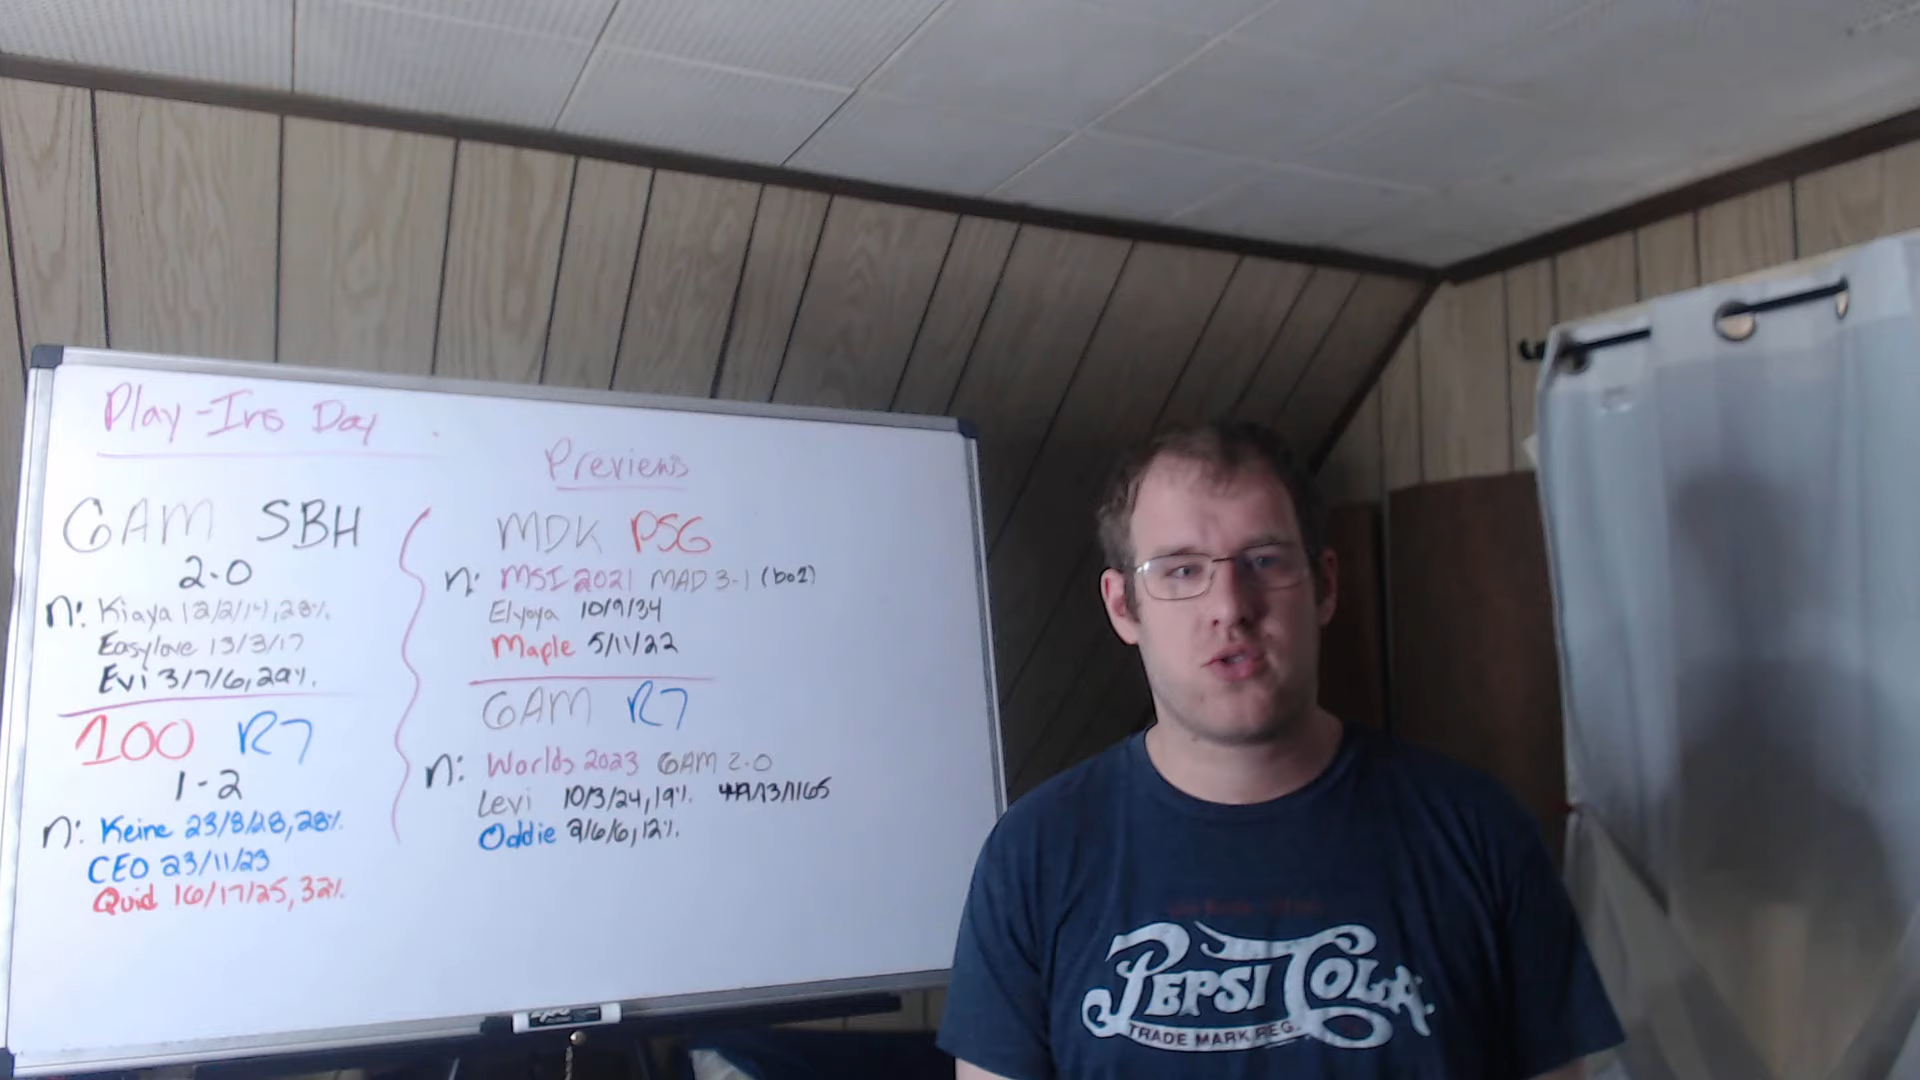 Play-Ins Day
GAM SBH
2-0
n: Kiaya 12/2/14, 28%.
Easylove 13/3/17
Evi 3/7/6, 29%.
100 R7
1-2
n: Keine 23/8/28, 28%.
CEO 23/11/23
Quid 16/17/25, 32%.
Previews
MDK PSG
n: MSI 2021 MAD 3-1 (bo1)
Elyoya 10/9/34
Maple 5/11/22
GAM R7
n: Worlds 2023 GAM 2-0
Levi 10/3/24, 19%.
Oddie 2/6/6, 12%.
PEPSI COLA
TRADE MARK REG.